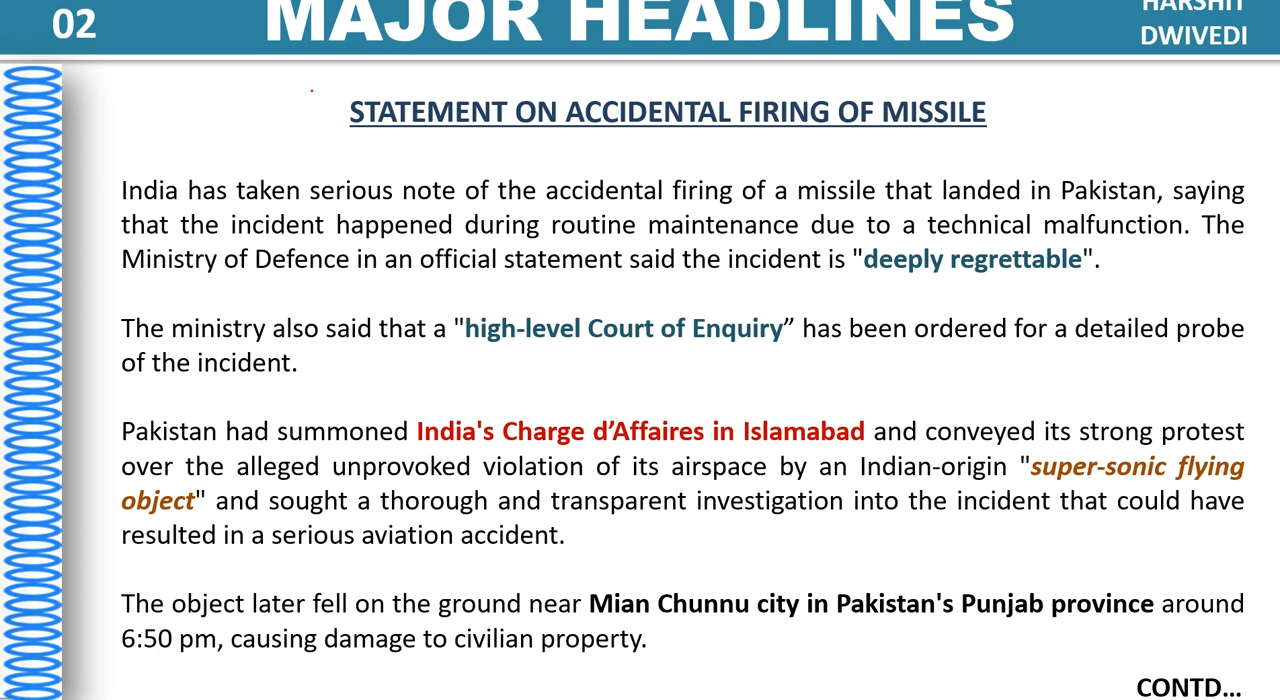 02
MAJOR HEADLINES
HARSHIT
DWIVEDI
STATEMENT ON ACCIDENTAL FIRING OF MISSILE
India has taken serious note of the accidental firing of a missile that landed in Pakistan, saying
that the incident happened during routine maintenance due to a technical malfunction. The
Ministry of Defence in an official statement said the incident is "deeply regrettable".
The ministry also said that a "high-level Court of Enquiry” has been ordered for a detailed probe
of the incident.
Pakistan had summoned India's Charge d’Affaires in Islamabad and conveyed its strong protest
over the alleged unprovoked violation of its airspace by an Indian-origin "super-sonic flying
object" and sought a thorough and transparent investigation into the incident that could have
resulted in a serious aviation accident.
The object later fell on the ground near Mian Chunnu city in Pakistan's Punjab province around
6:50 pm, causing damage to civilian property.
CONTD...